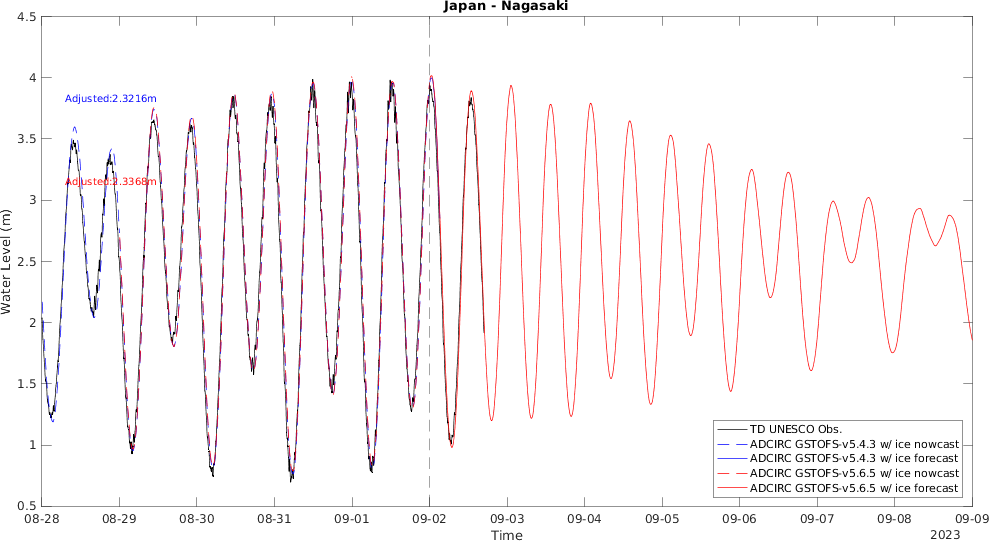 Japan - Nagasaki
4.5
4
3.5
3
2.5
2
1.5
1
0.5
Water Level (m)
Adjusted:2.3216m
Adjusted:2.3368m
TD UNESCO Obs.
ADCIRC GSTOFS-v5.4.3 w/ ice nowcast
ADCIRC GSTOFS-v5.4.3 w/ ice forecast
ADCIRC GSTOFS-v5.6.5 w/ ice nowcast
ADCIRC GSTOFS-v5.6.5 w/ ice forecast
08-28 08-29 08-30 08-31 09-01 09-02 09-03 09-04 09-05 09-06 09-07 09-08 09-09
Time
2023